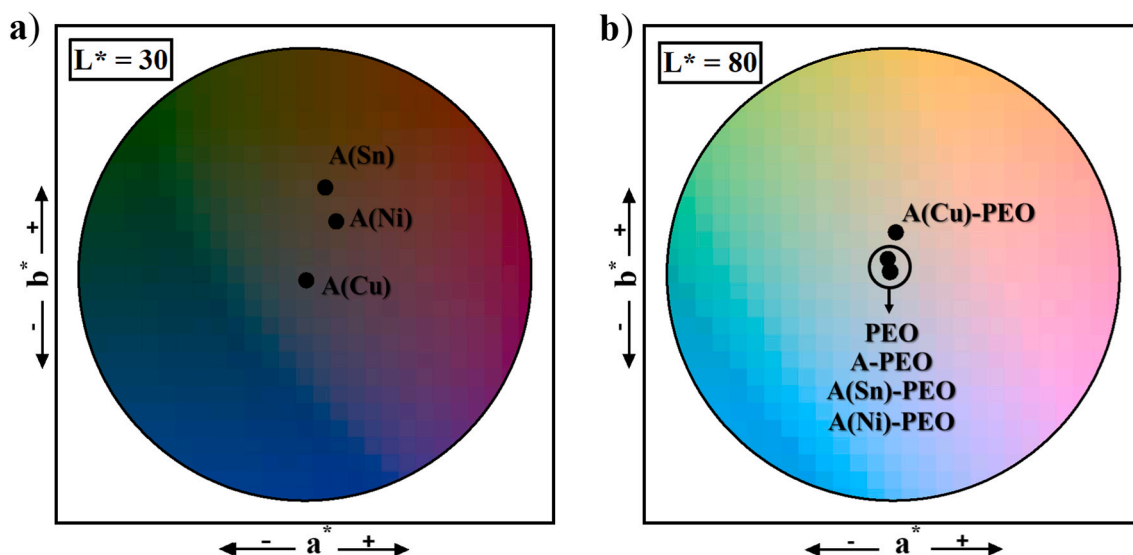 a)
L* = 30
A(Sn)
A(Ni)
A(Cu)
- b* +
- a* +
b)
L* = 80
A(Cu)-PEO
PEO
A-PEO
A(Sn)-PEO
A(Ni)-PEO
- b* +
- a* +